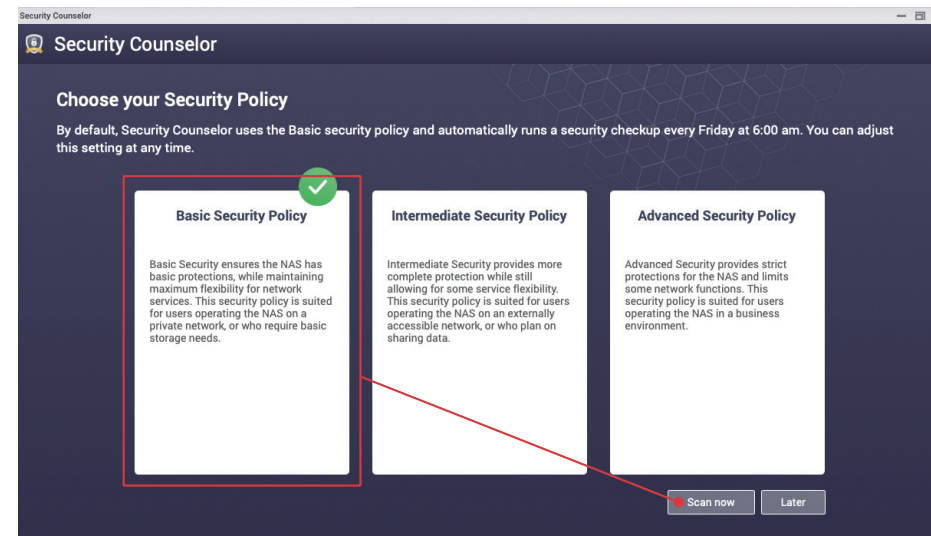 Security Counselor
Security Counselor
Choose your Security Policy
By default, Security Counselor uses the Basic security policy and automatically runs a security checkup every Friday at 6:00 am. You can adjust
this setting at any time.
Basic Security Policy
Basic Security ensures the NAS has
basic protections, while maintaining
maximum flexibility for network
services. This security policy is suited
for users operating the NAS on a
private network, or who require basic
storage needs.
Intermediate Security Policy
Intermediate Security provides more
complete protection while still
allowing for some service flexibility.
This security policy is suited for users
operating the NAS on an externally
accessible network, or who plan on
sharing data.
Advanced Security Policy
Advanced Security provides strict
protections for the NAS and limits
some network functions. This
security policy is suited for users
operating the NAS in a business
environment.
Scan now
Later